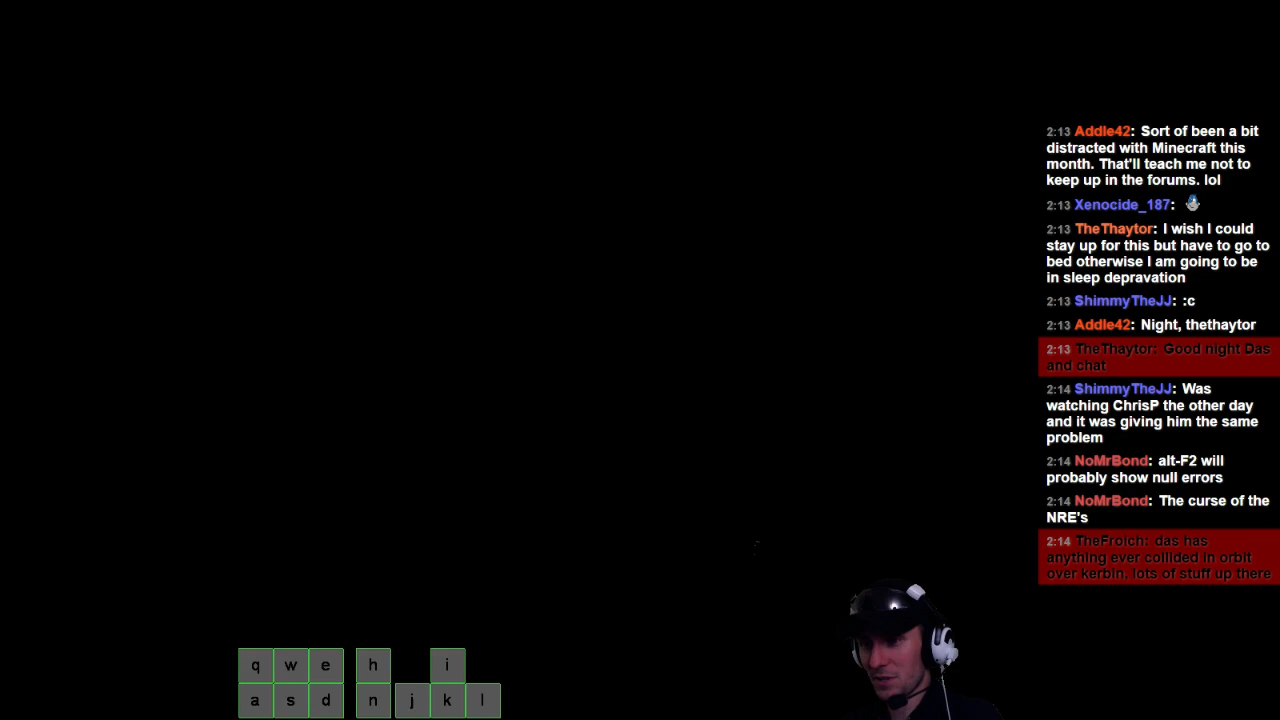 2:13 Addle42: Sort of been a bit
distracted with Minecraft this
month. That'll teach me not to
keep up in the forums. lol
2:13 Xenocide_187:
2:13 TheThaytor: I wish I could
stay up for this but have to go to
bed otherwise I am going to be
in sleep depravation
2:13 ShimmyTheJJ: :c
2:13 Addle42: Night, thethaytor
2:13 TheThaytor: Good night Das
and chat
2:14 ShimmyTheJJ: Was
watching ChrisP the other day
and it was giving him the same
problem
2:14 NoMrBond: alt-F2 will
probably show null errors
2:14 NoMrBond: The curse of the
NRE's
2:14 TheFroich: das has
anything ever collided in orbit
over kerbin. lots of stuff up there
q w e h i
a s d n j k l